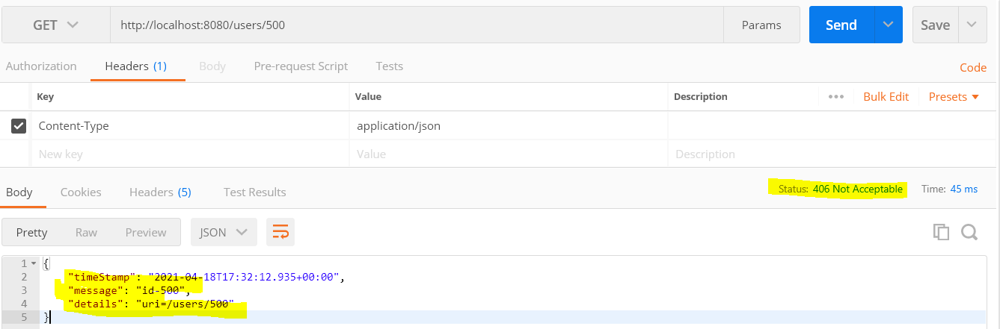 GET http://localhost:8080/users/500 Params Send Save
Authorization Headers (1) Body Pre-request Script Tests Code
Key Value Description ••• Bulk Edit Presets
Content-Type application/json
New key Value Description
Body Cookies Headers (5) Test Results Status: 406 Not Acceptable Time: 45 ms
Pretty Raw Preview JSON
1 {
2 "timeStamp": "2021-04-18T17:32:12.935+00:00",
3 "message": "id-500",
4 "details": "uri=/users/500"
5 }